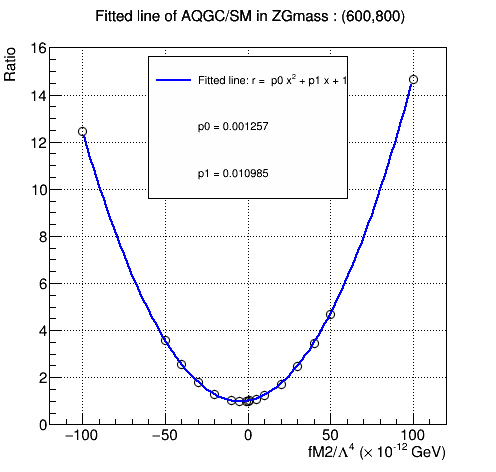 Fitted line of AQGC/SM in ZGmass : (600,800)
Ratio
16
14
12
10
8
6
4
2
0
Fitted line: r = p0 x² + p1 x + 1
p0 = 0.001257
p1 = 0.010985
−100 −50 0 50 100
fM2/Λ⁴ (× 10⁻¹² GeV)